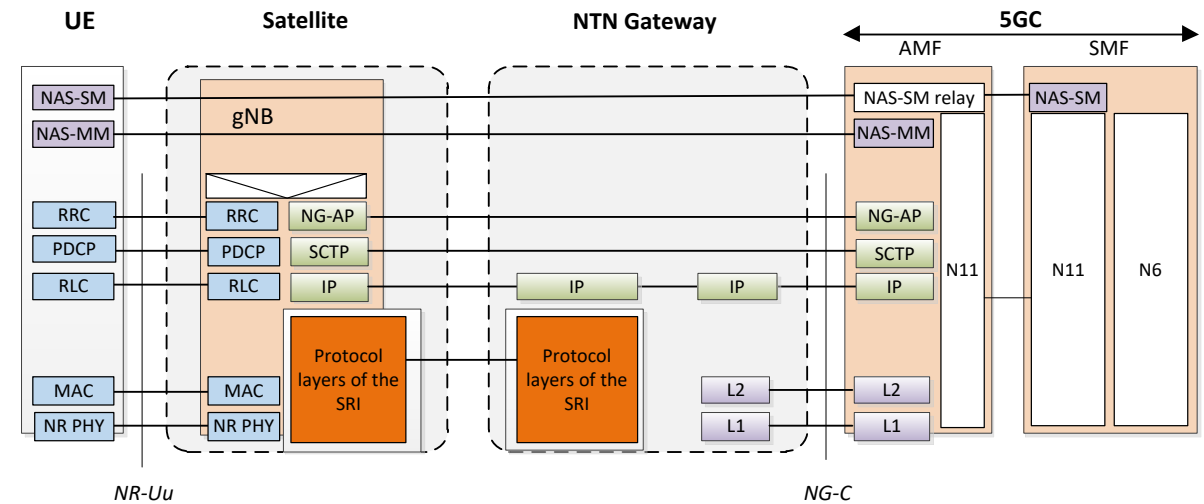 UE
Satellite
NTN Gateway
5GC
AMF
SMF
NAS-SM
NAS-SM relay
NAS-SM
gNB
NAS-MM
NAS-MM
RRC
RRC
NG-AP
NG-AP
PDCP
PDCP
SCTP
SCTP
N11
N11
N6
RLC
RLC
IP
IP
IP
IP
Protocol
layers of the
SRI
Protocol
layers of the
SRI
MAC
MAC
L2
L2
NR PHY
NR PHY
L1
L1
NR-Uu
NG-C